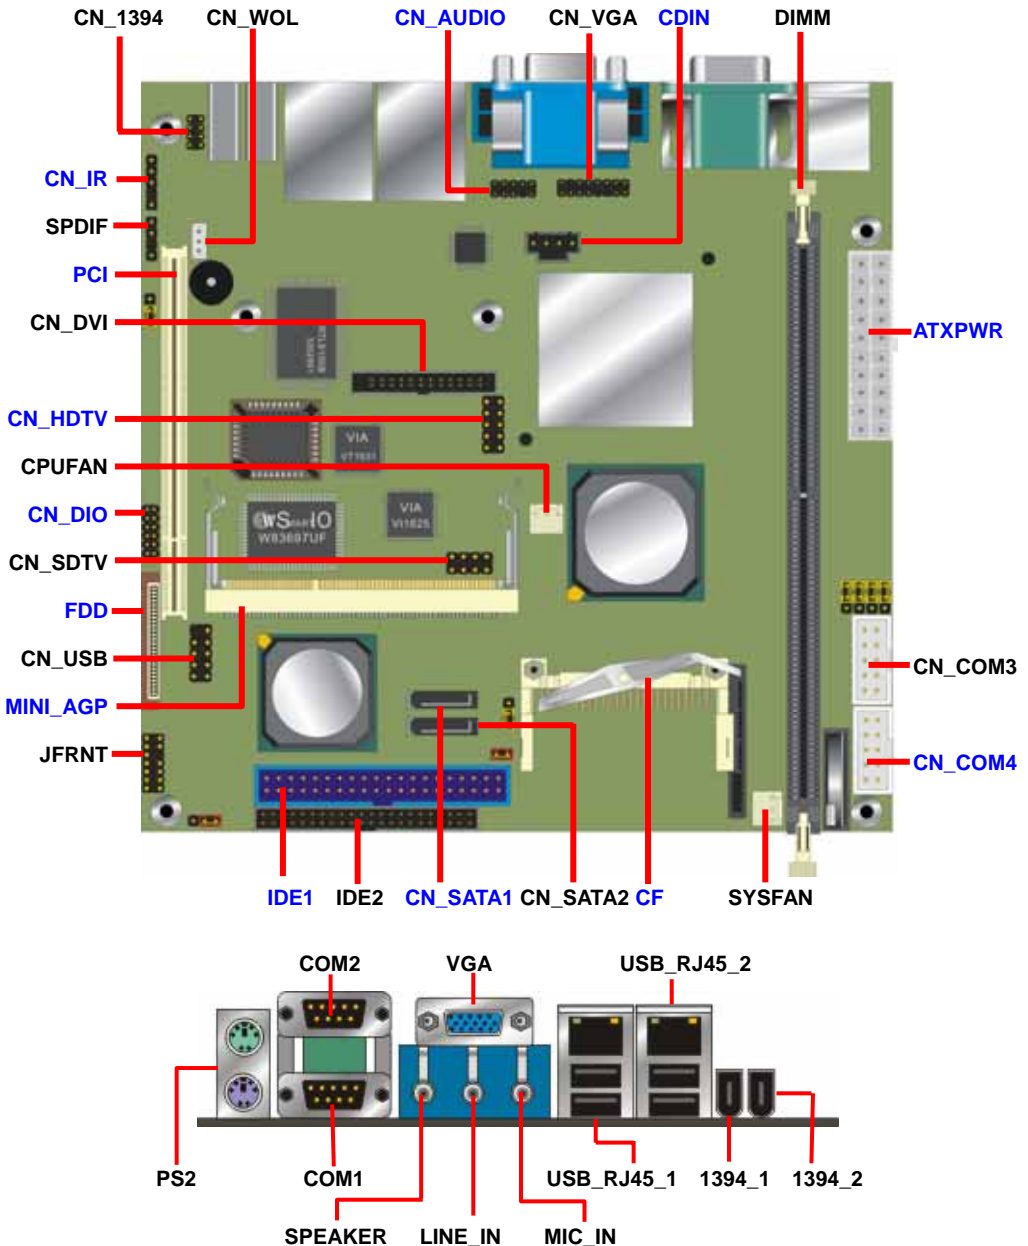 CN_1394 CN_WOL CN_AUDIO CN_VGA CDIN DIMM
CN_IR
SPDIF
PCI
CN_DVI
ATXPWR
CN_HDTV
VIA
VT1631
CPUFAN
CN_DIO
W83697UF
VIA
VI1625
CN_SDTV
FDD
CN_USB
CN_COM3
MINI_AGP
JFRNT
CN_COM4
IDE1 IDE2 CN_SATA1 CN_SATA2 CF SYSFAN
COM2 VGA USB_RJ45_2
PS2 COM1 USB_RJ45_1 1394_1 1394_2
SPEAKER LINE_IN MIC_IN